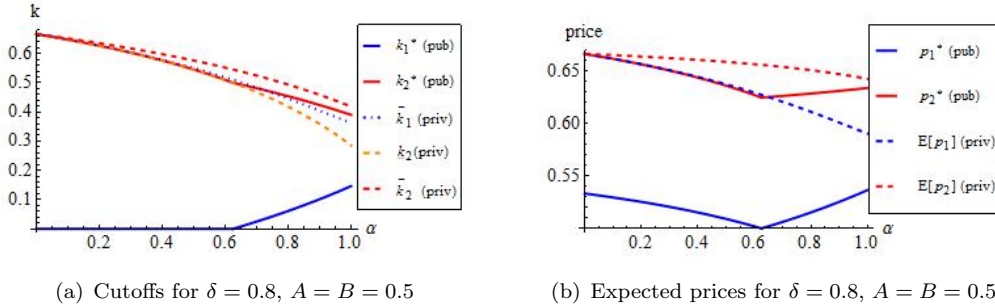 k
0.6
0.5
0.4
0.3
0.2
0.1
0.2 0.4 0.6 0.8 1.0 α
k₁* (pub)
k₂* (pub)
k̄₁ (priv)
k̲₂(priv)
k̄₂ (priv)
(a) Cutoffs for δ = 0.8, A = B = 0.5
price
0.65
0.60
0.55
0.2 0.4 0.6 0.8 1.0 α
p₁* (pub)
p₂* (pub)
E[p₁] (priv)
E[p₂] (priv)
(b) Expected prices for δ = 0.8, A = B = 0.5